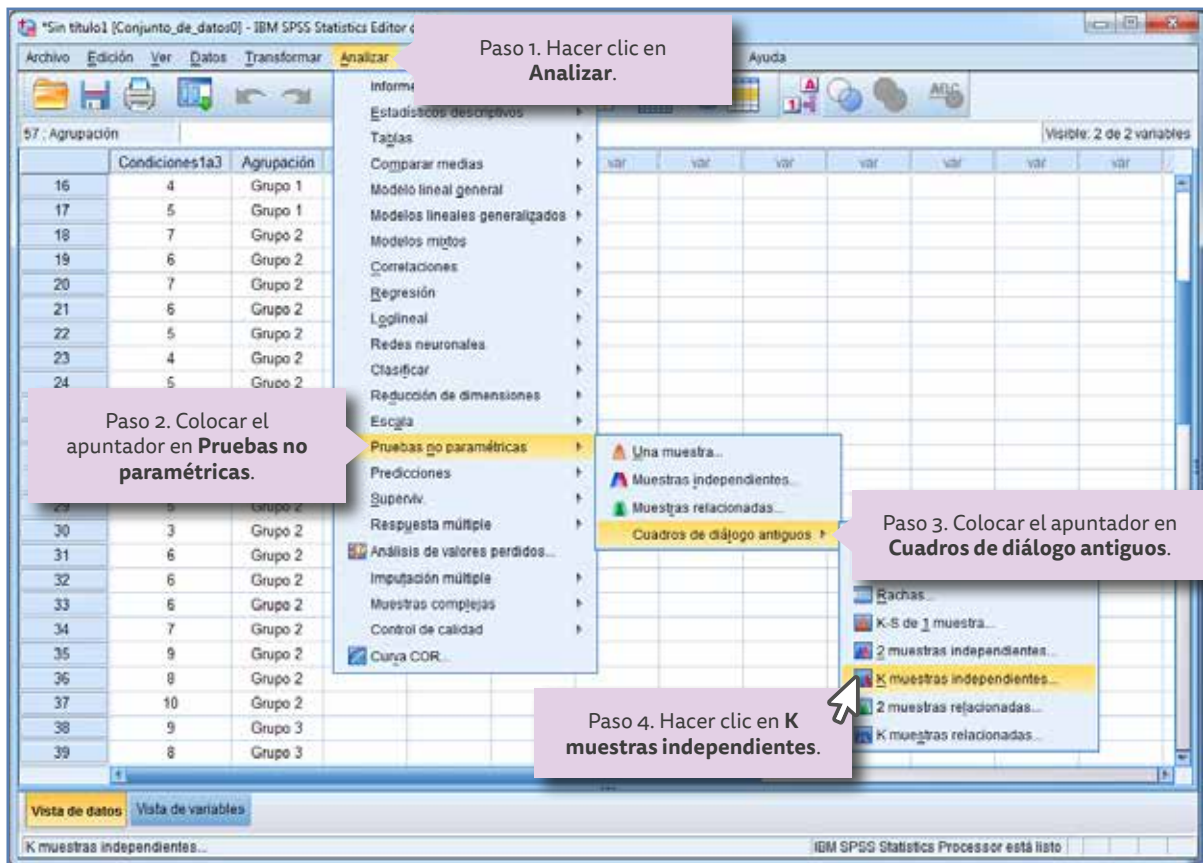 *Sin título1 [Conjunto_de_datos0] - IBM SPSS Statistics Editor
Archivo Edición Ver Datos Transformar Analizar Ayuda
Paso 1. Hacer clic en
Analizar.
57 : Agrupación
Visible: 2 de 2 variables
Condiciones1a3 Agrupación var var var var var var var
16 4 Grupo 1
17 5 Grupo 1
18 7 Grupo 2
19 6 Grupo 2
20 7 Grupo 2
21 6 Grupo 2
22 5 Grupo 2
23 4 Grupo 2
24 5 Grupo 2
29 5 Grupo 2
30 3 Grupo 2
31 6 Grupo 2
32 6 Grupo 2
33 6 Grupo 2
34 7 Grupo 2
35 9 Grupo 2
36 8 Grupo 2
37 10 Grupo 2
38 9 Grupo 3
39 8 Grupo 3
Estadísticos descriptivos
Tablas
Comparar medias
Modelo lineal general
Modelos lineales generalizados
Modelos mixtos
Correlaciones
Regresión
Loglineal
Redes neuronales
Clasificar
Reducción de dimensiones
Escala
Pruebas no paramétricas
Predicciones
Superviv.
Respuesta múltiple
Análisis de valores perdidos...
Imputación múltiple
Muestras complejas
Control de calidad
Curva COR...
Paso 2. Colocar el
apuntador en Pruebas no
paramétricas.
Una muestra...
Muestras independientes...
Muestras relacionadas...
Cuadros de diálogo antiguos
Paso 3. Colocar el apuntador en
Cuadros de diálogo antiguos.
Rachas...
K-S de 1 muestra...
2 muestras independientes...
K muestras independientes...
2 muestras relacionadas...
K muestras relacionadas...
Paso 4. Hacer clic en K
muestras independientes.
Vista de datos Vista de variables
K muestras independientes...
IBM SPSS Statistics Processor está listo